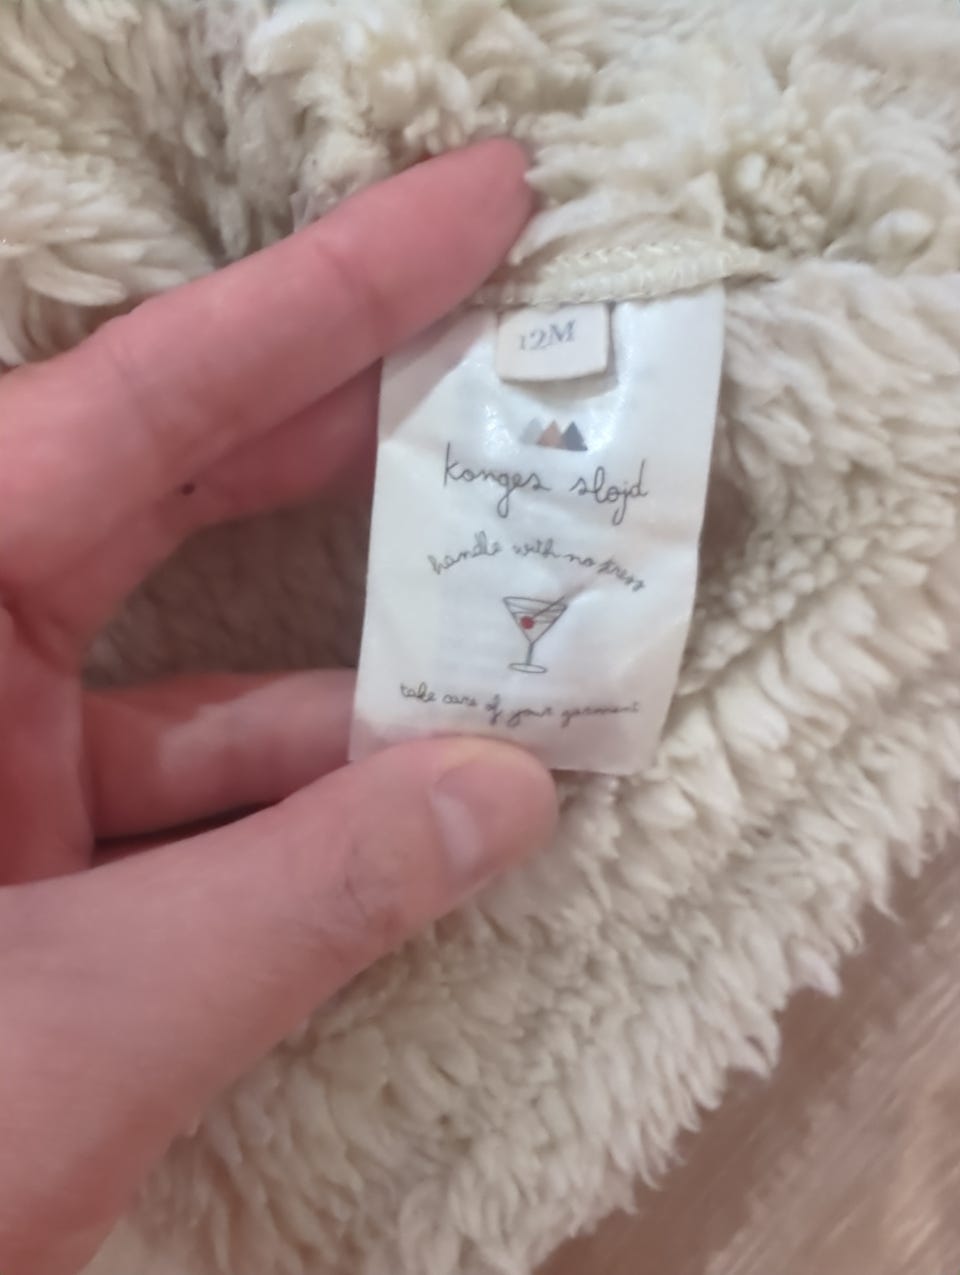 12M
konges sløjd
handle with no stress
take care of your garment